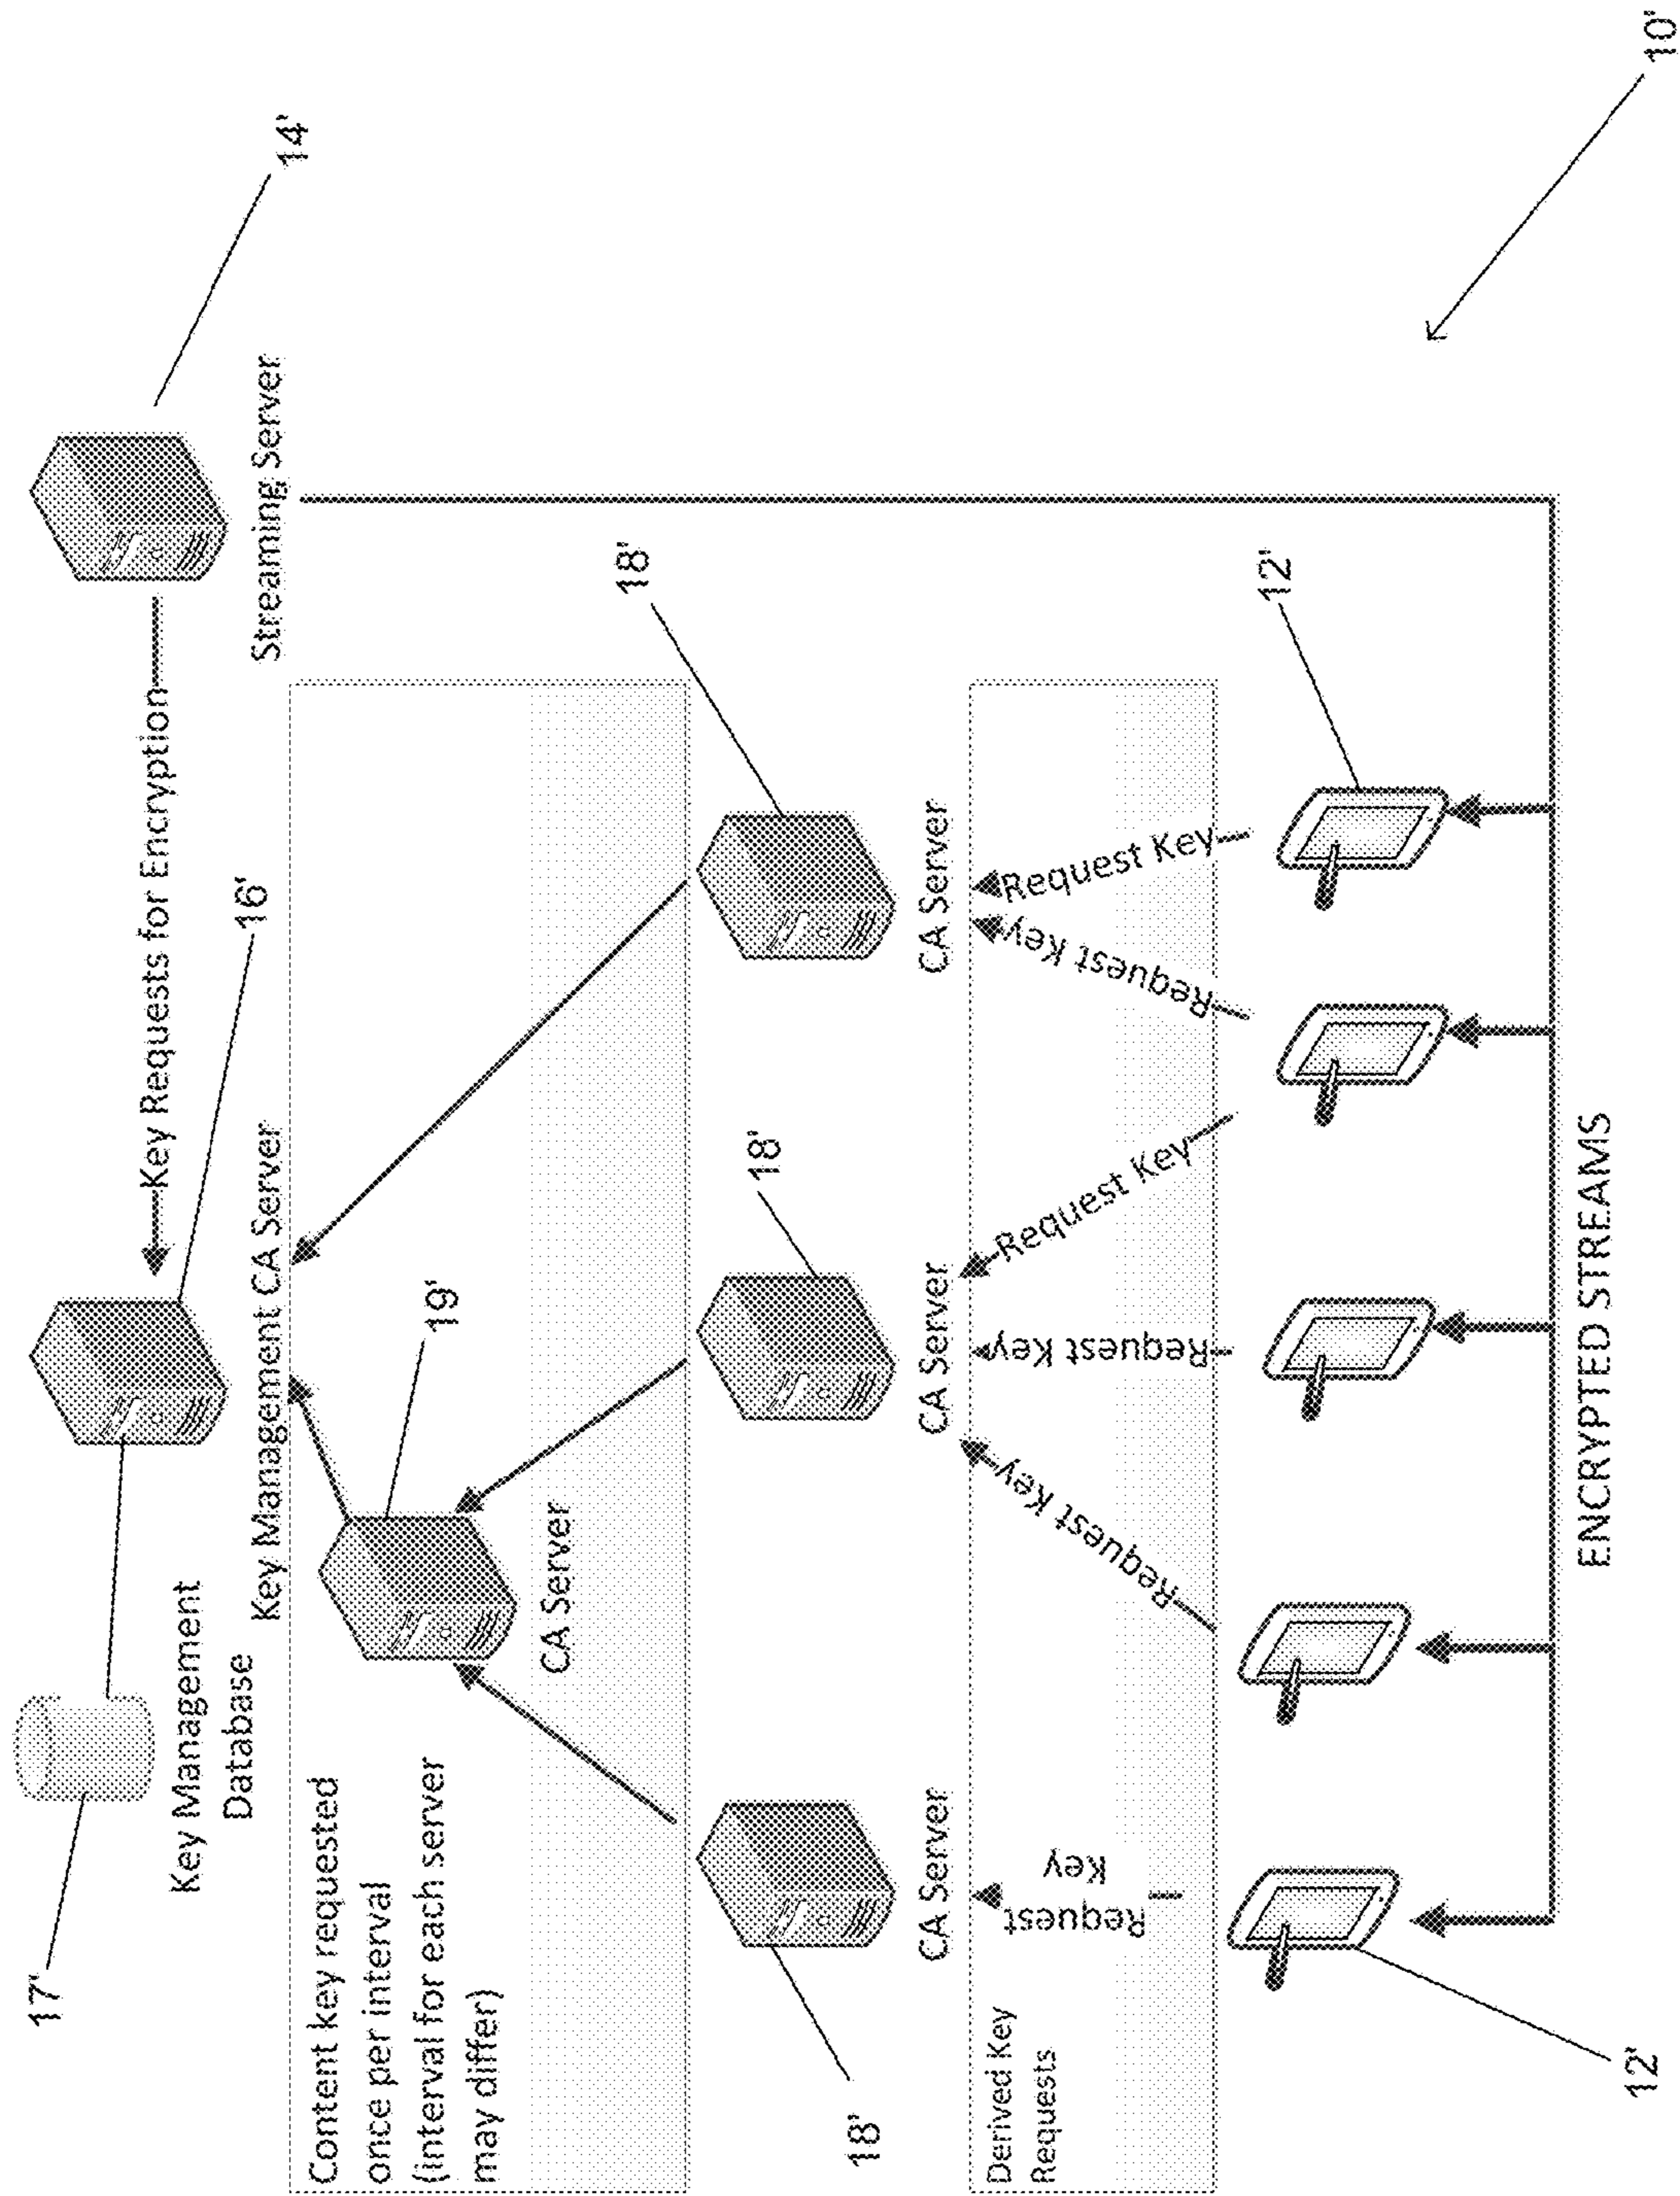 17'
Key Management
Database
16'
Key Requests for Encryption
14'
Key Management CA Server
Streaming Server
Content key requested
once per interval
(interval for each server
may differ)
19'
CA Server
18'
18'
18'
CA Server
CA Server
CA Server
Derived Key
Requests
Request
Key
Request Key
Request Key
Request Key
Request Key
Request Key
12'
12'
ENCRYPTED STREAMS
10'